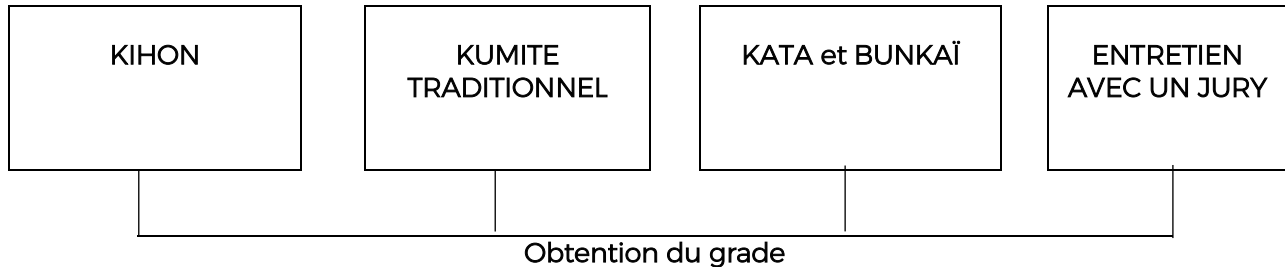 KIHON
KUMITE
TRADITIONNEL
KATA et BUNKAÏ
ENTRETIEN
AVEC UN JURY
Obtention du grade